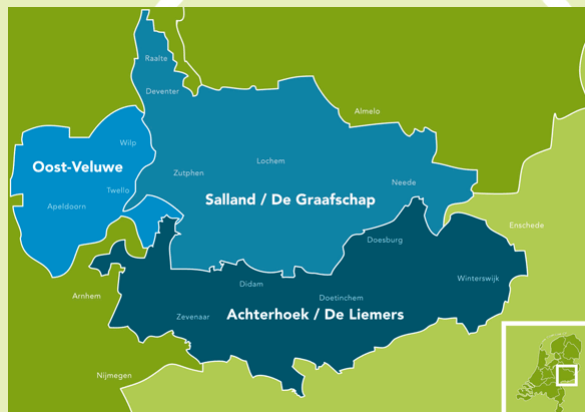 Raalte
Deventer
Almelo
Wilp
Oost-Veluwe
Zutphen
Lochem
Twello
Neede
Apeldoorn
Salland / De Graafschap
Enschede
Doesburg
Winterswijk
Didam
Arnhem
Doetinchem
Zevenaar
Achterhoek / De Liemers
Nijmegen